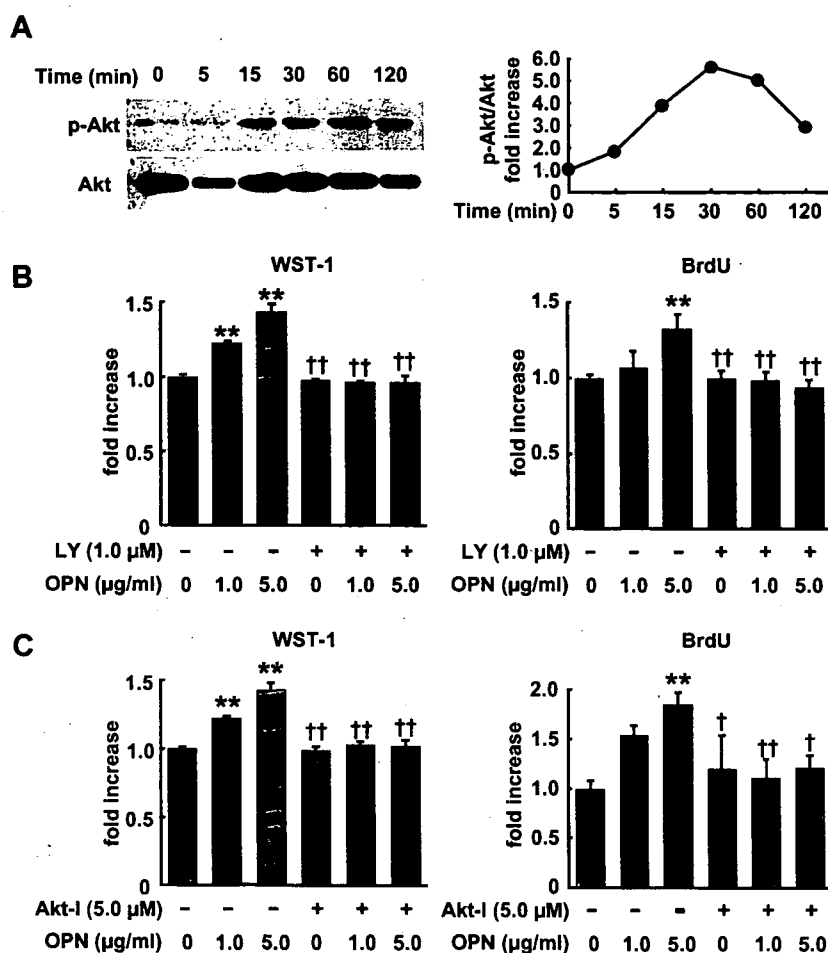 A
Time (min) 0 5 15 30 60 120
p-Akt
Akt
p-Akt/Akt
fold increase
6.0
5.0
3.0
2.0
1.0
0
Time (min) 0 5 15 30 60 120
B
WST-1
fold increase
1.5
1.0
0.5
0
** ** †† †† ††
LY (1.0 µM) – – – + + +
OPN (µg/ml) 0 1.0 5.0 0 1.0 5.0
BrdU
fold increase
1.5
1.0
0.5
0
** †† †† ††
LY (1.0 µM) – – – + + +
OPN (µg/ml) 0 1.0 5.0 0 1.0 5.0
C
WST-1
fold increase
1.5
1.0
0.5
0
** ** †† †† ††
Akt-I (5.0 µM) – – – + + +
OPN (µg/ml) 0 1.0 5.0 0 1.0 5.0
BrdU
fold increase
2.0
1.5
1.0
0.5
0
** † †† †
Akt-I (5.0 µM) – – – + + +
OPN (µg/ml) 0 1.0 5.0 0 1.0 5.0